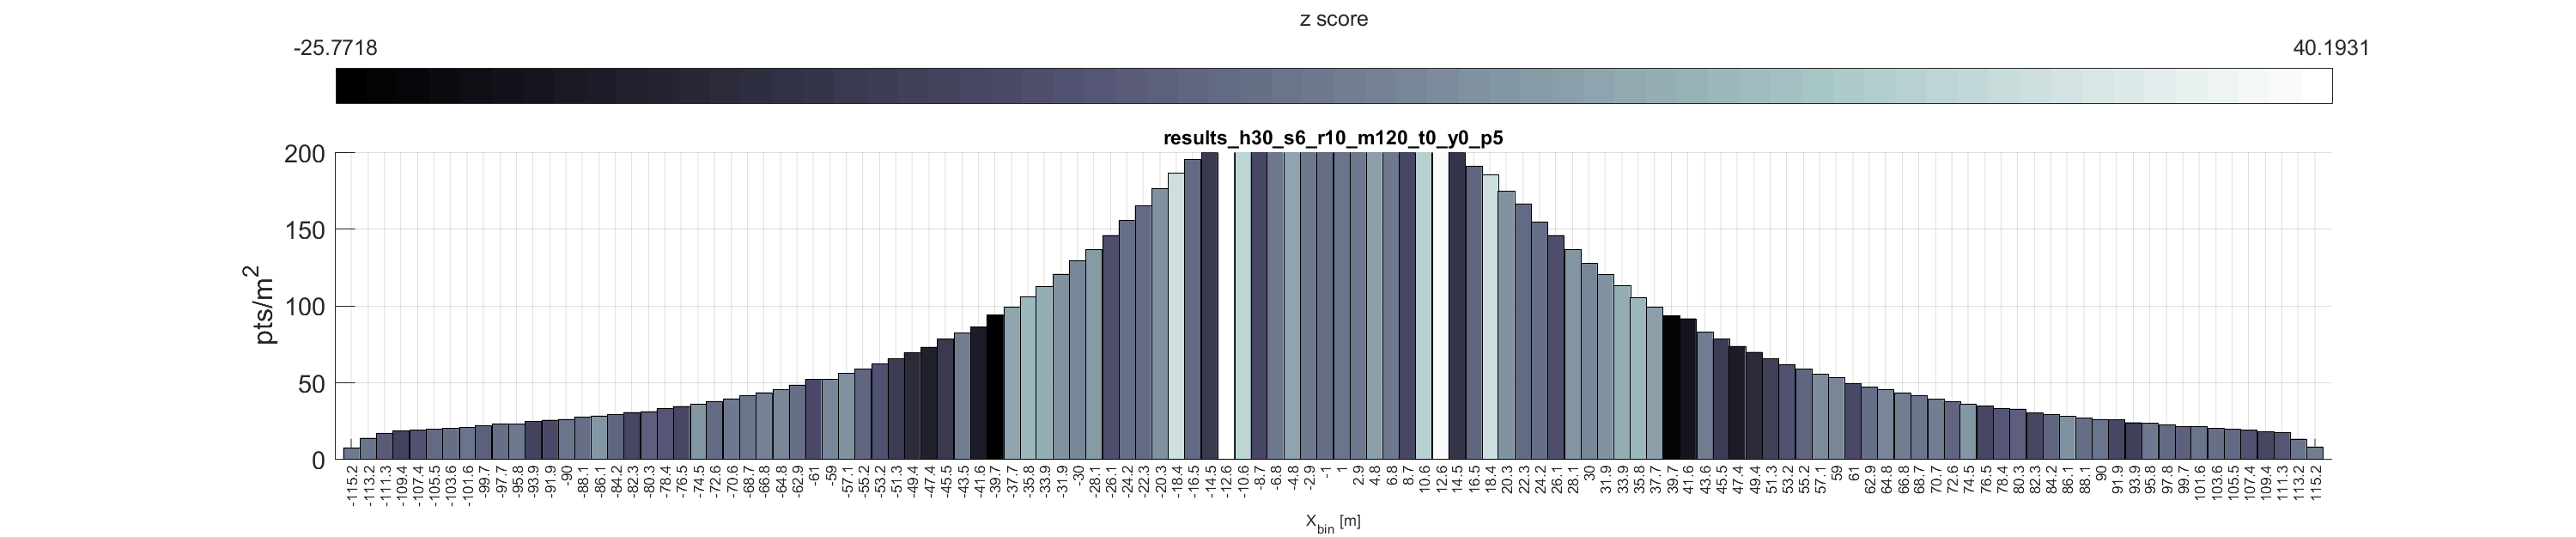 z score
-25.7718 40.1931
results_h30_s6_r10_m120_t0_y0_p5
200
150
100
50
0
pts/m2
-115.2 -113.2 -111.3 -109.4 -107.4 -105.5 -103.6 -101.6 -99.7 -97.7 -95.8 -93.9 -91.9 -90 -88.1 -86.1 -84.2 -82.3 -80.3 -78.4 -76.5 -74.5 -72.6 -70.6 -68.7 -66.8 -64.8 -62.9 -61 -59 -57.1 -55.2 -53.2 -51.3 -49.4 -47.4 -45.5 -43.5 -41.6 -39.7 -37.7 -35.8 -33.9 -31.9 -30 -28.1 -26.1 -24.2 -22.3 -20.3 -18.4 -16.5 -14.5 -12.6 -10.6 -8.7 -6.8 -4.8 -2.9 -1 1 2.9 4.8 6.8 8.7 10.6 12.6 14.5 16.5 18.4 20.3 22.3 24.2 26.1 28.1 30 31.9 33.9 35.8 37.7 39.7 41.6 43.6 45.5 47.4 49.4 51.3 53.2 55.2 57.1 59 61 62.9 64.8 66.8 68.7 70.7 72.6 74.5 76.5 78.4 80.3 82.3 84.2 86.1 88.1 90 91.9 93.9 95.8 97.8 99.7 101.6 103.6 105.5 107.4 109.4 111.3 113.2 115.2
Xbin [m]